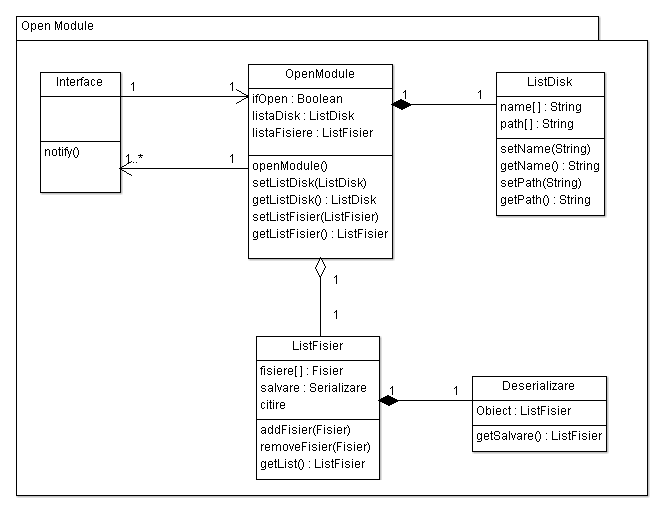 Open Module
Interface
notify()
1
1
1..*
1
OpenModule
ifOpen : Boolean
listaDisk : ListDisk
listaFisiere : ListFisier
openModule()
setListDisk(ListDisk)
getListDisk() : ListDisk
setListFisier(ListFisier)
getListFisier() : ListFisier
1
1
ListDisk
name[ ] : String
path[ ] : String
setName(String)
getName() : String
setPath(String)
getPath() : String
1
1
ListFisier
fisiere[ ] : Fisier
salvare : Serializare
citire
addFisier(Fisier)
removeFisier(Fisier)
getList() : ListFisier
1
1
Deserializare
Obiect : ListFisier
getSalvare() : ListFisier